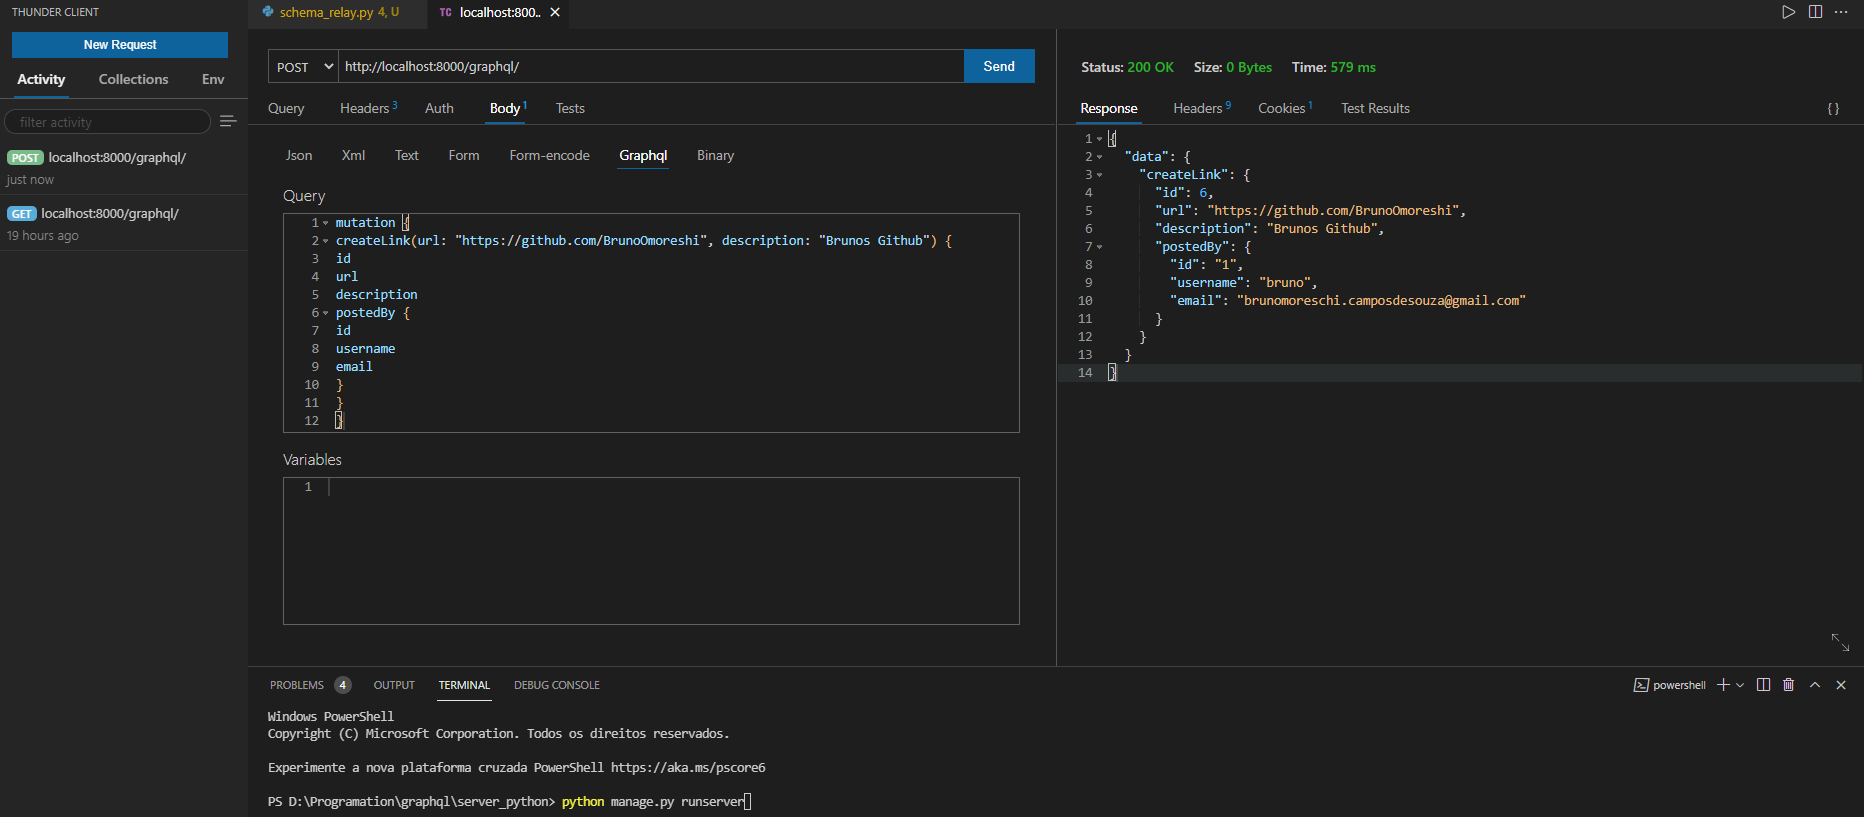 THUNDER CLIENT
New Request
Activity Collections Env
filter activity
POST localhost:8000/graphql/
just now
GET localhost:8000/graphql/
19 hours ago
schema_relay.py 4, U
TC localhost:800..
POST http://localhost:8000/graphql/ Send
Query Headers 3 Auth Body 1 Tests
Json Xml Text Form Form-encode Graphql Binary
Query
1 mutation {
2 createLink(url: "https://github.com/BrunoOmoreshi", description: "Brunos Github") {
3 id
4 url
5 description
6 postedBy {
7 id
8 username
9 email
10 }
11 }
12 }
Variables
1
Status: 200 OK Size: 0 Bytes Time: 579 ms
Response Headers 9 Cookies 1 Test Results { }
1 {
2 "data": {
3 "createLink": {
4 "id": 6,
5 "url": "https://github.com/BrunoOmoreshi",
6 "description": "Brunos Github",
7 "postedBy": {
8 "id": "1",
9 "username": "bruno",
10 "email": "brunomoreschi.camposdesouza@gmail.com"
11 }
12 }
13 }
14 }
PROBLEMS 4 OUTPUT TERMINAL DEBUG CONSOLE
powershell
Windows PowerShell
Copyright (C) Microsoft Corporation. Todos os direitos reservados.
Experimente a nova plataforma cruzada PowerShell https://aka.ms/pscore6
PS D:\Programation\graphql\server_python> python manage.py runserver